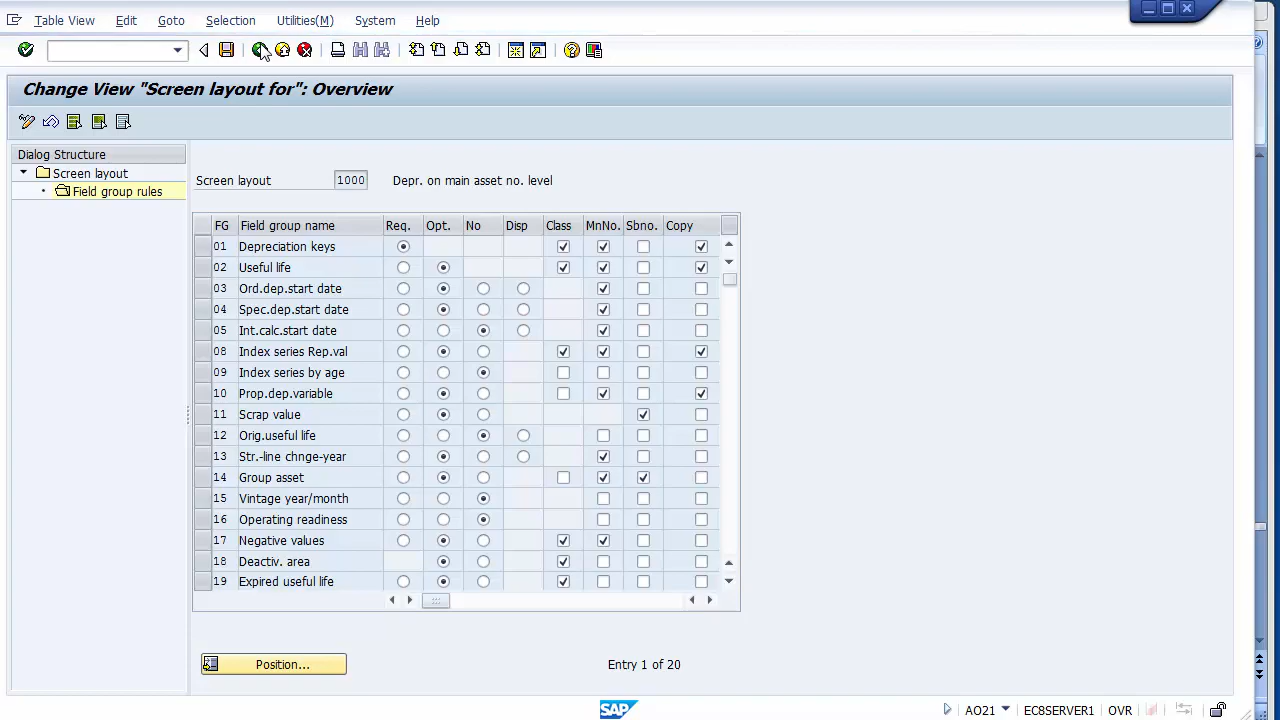 Table View Edit Goto Selection Utilities(M) System Help
Change View "Screen layout for": Overview
Dialog Structure
Screen layout
Field group rules
Screen layout 1000 Depr. on main asset no. level
FG Field group name Req. Opt. No Disp Class MnNo. Sbno. Copy
01 Depreciation keys
02 Useful life
03 Ord.dep.start date
04 Spec.dep.start date
05 Int.calc.start date
08 Index series Rep.val
09 Index series by age
10 Prop.dep.variable
11 Scrap value
12 Orig.useful life
13 Str.-line chnge-year
14 Group asset
15 Vintage year/month
16 Operating readiness
17 Negative values
18 Deactiv. area
19 Expired useful life
Position... Entry 1 of 20
SAP AO21 ECCSERVER1 OVR